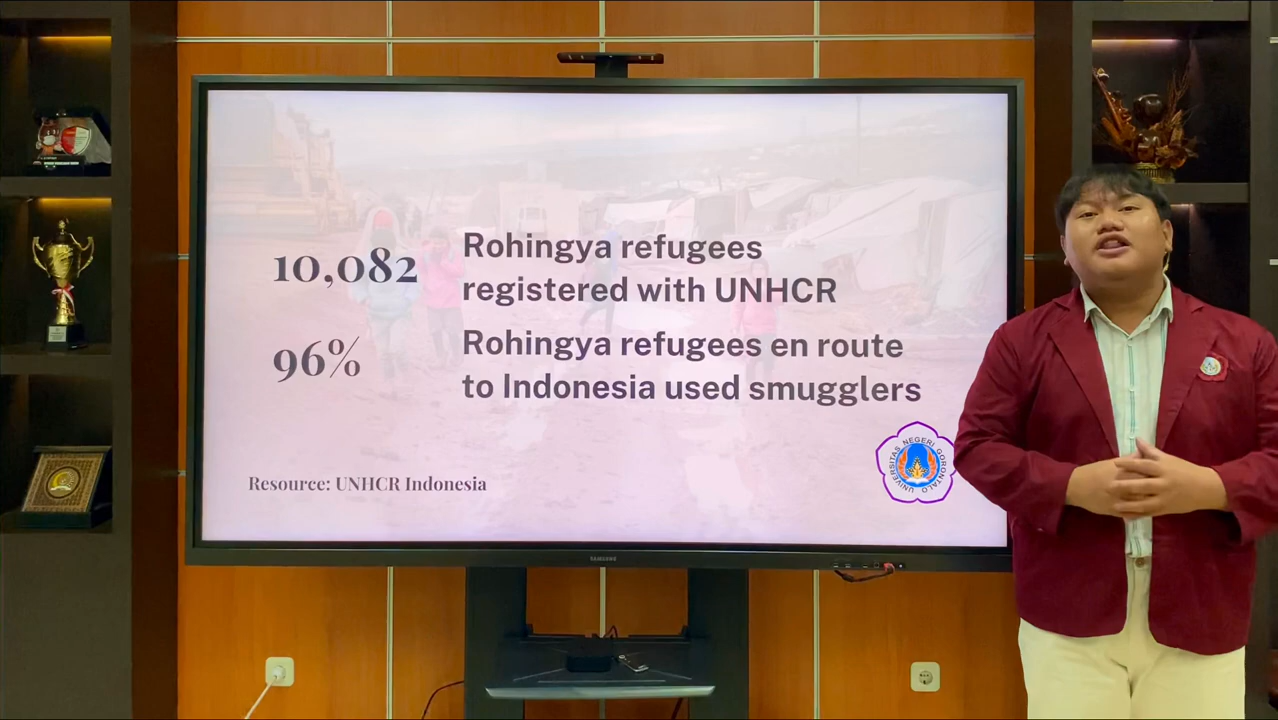 10,082
Rohingya refugees
registered with UNHCR
96%
Rohingya refugees en route
to Indonesia used smugglers
Resource: UNHCR Indonesia
UNIVERSITAS NEGERI GORONTALO
SAMSUNG